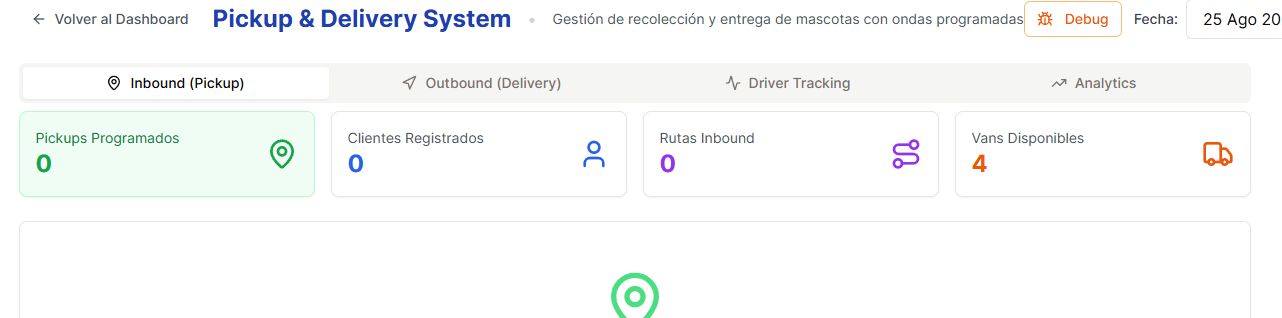 Volver al Dashboard
Pickup & Delivery System
Gestión de recolección y entrega de mascotas con ondas programadas
Debug
Fecha:
25 Ago 20
Inbound (Pickup)
Outbound (Delivery)
Driver Tracking
Analytics
Pickups Programados
0
Clientes Registrados
0
Rutas Inbound
0
Vans Disponibles
4